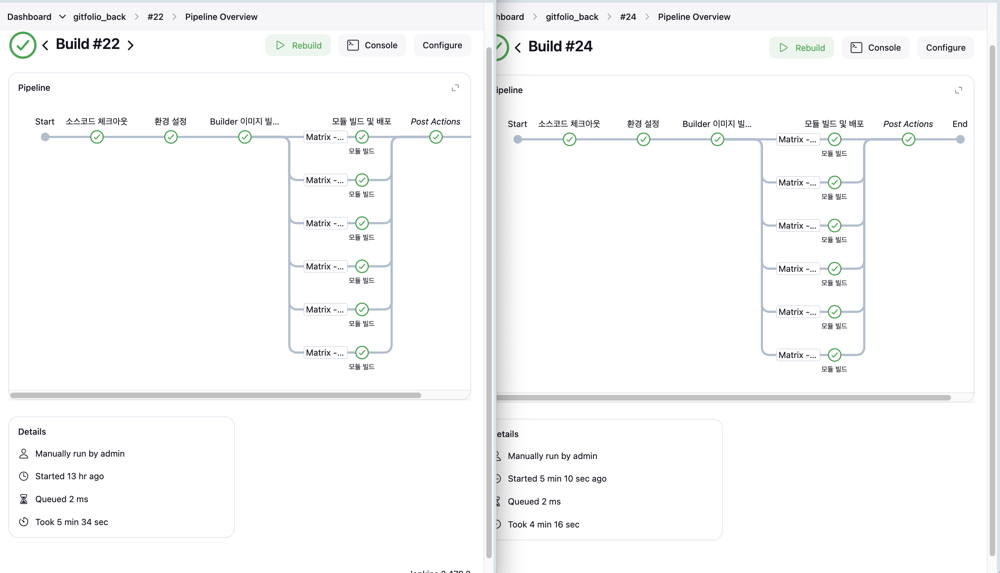 Dashboard gitfolio_back #22 Pipeline Overview
Build #22
Rebuild Console Configure
Pipeline
Start 소스코드 체크아웃 환경 설정 Builder 이미지 빌... 모듈 빌드 및 배포 Post Actions
Matrix -...
모듈 빌드
Matrix -...
모듈 빌드
Matrix -...
모듈 빌드
Matrix -...
모듈 빌드
Matrix -...
모듈 빌드
Matrix -...
모듈 빌드
Details
Manually run by admin
Started 13 hr ago
Queued 2 ms
Took 5 min 34 sec
Jenkins 2.479.2
hboard gitfolio_back #24 Pipeline Overview
Build #24
Rebuild Console Configure
ipeline
Start 소스코드 체크아웃 환경 설정 Builder 이미지 빌... 모듈 빌드 및 배포 Post Actions End
Matrix -...
모듈 빌드
Matrix -...
모듈 빌드
Matrix -...
모듈 빌드
Matrix -...
모듈 빌드
Matrix -...
모듈 빌드
Matrix -...
모듈 빌드
etails
Manually run by admin
Started 5 min 10 sec ago
Queued 2 ms
Took 4 min 16 sec